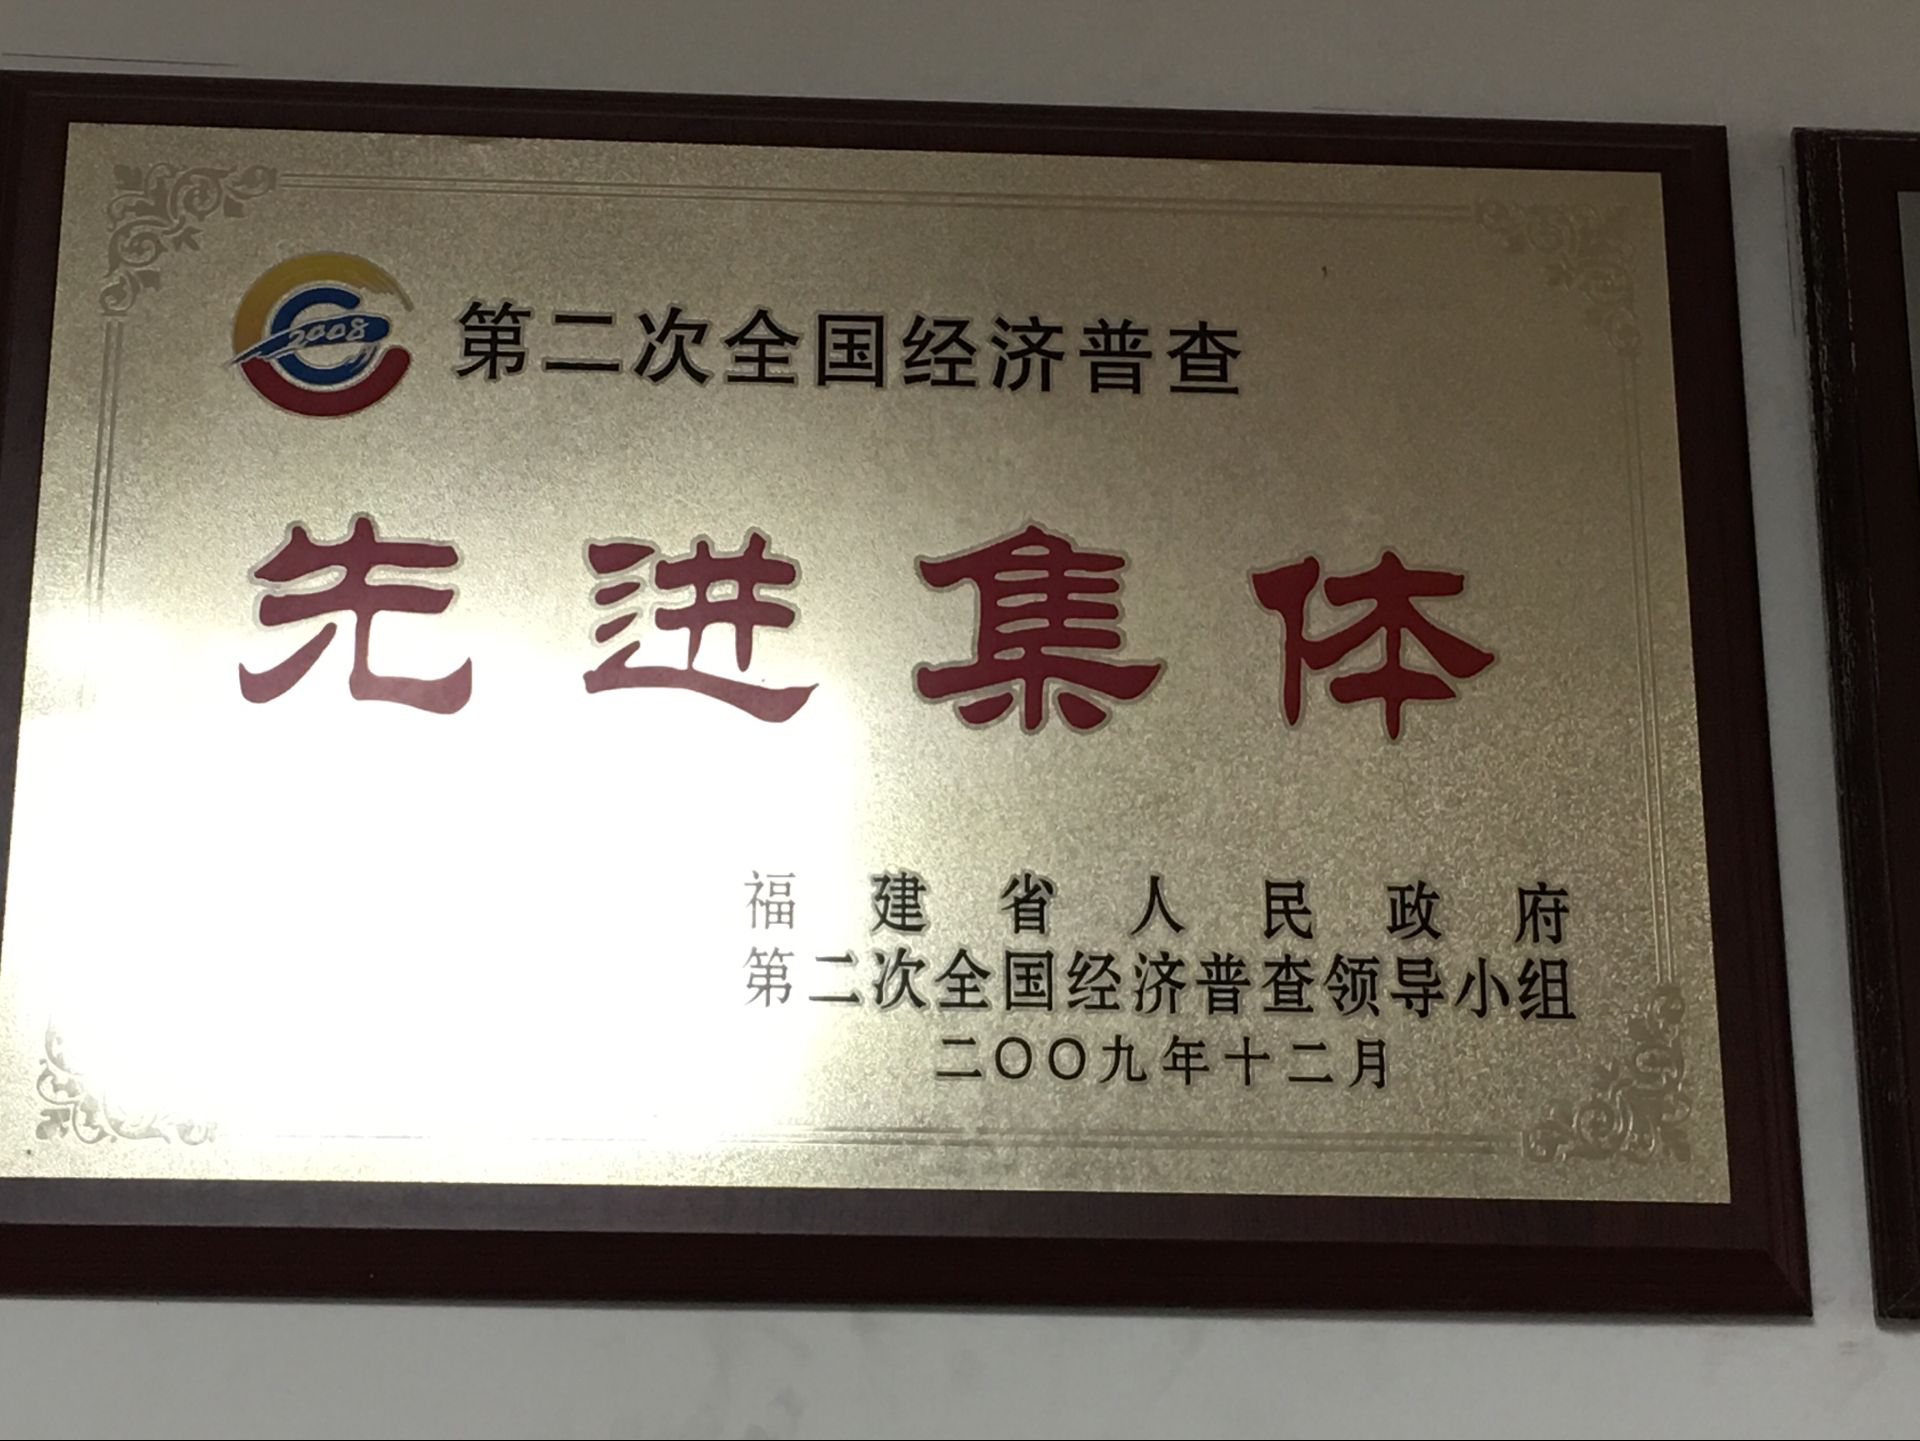 2008
第二次全国经济普查
先进集体
福建省人民政府
第二次全国经济普查领导小组
二〇〇九年十二月